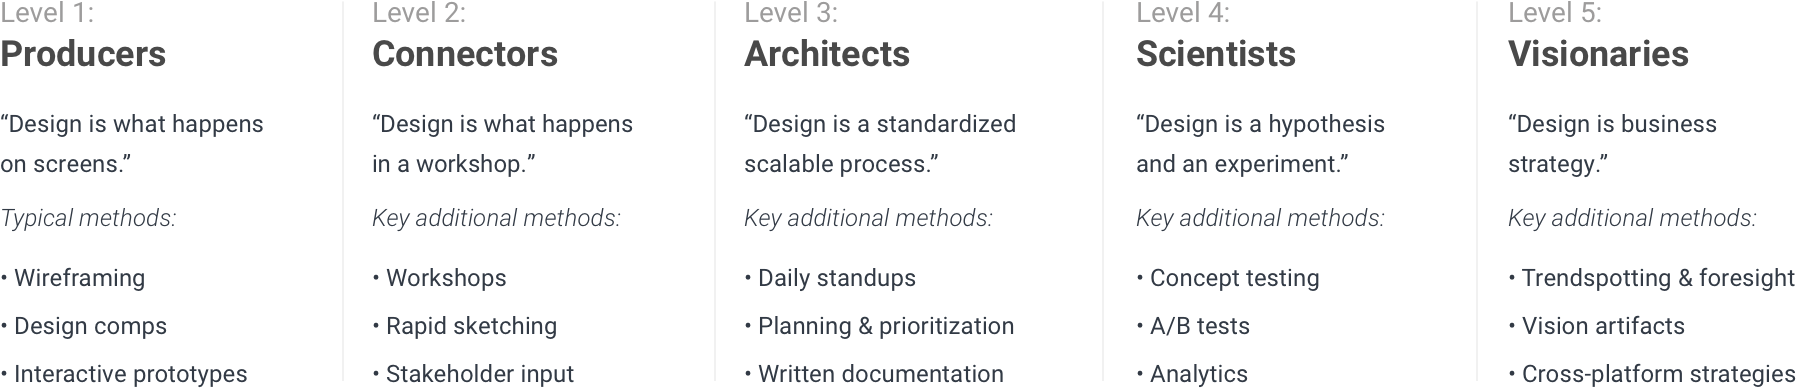 Level 1:
Producers
“Design is what happens
on screens.”
Typical methods:
• Wireframing
• Design comps
• Interactive prototypes
Level 2:
Connectors
“Design is what happens
in a workshop.”
Key additional methods:
• Workshops
• Rapid sketching
• Stakeholder input
Level 3:
Architects
“Design is a standardized
scalable process.”
Key additional methods:
• Daily standups
• Planning & prioritization
• Written documentation
Level 4:
Scientists
“Design is a hypothesis
and an experiment.”
Key additional methods:
• Concept testing
• A/B tests
• Analytics
Level 5:
Visionaries
“Design is business
strategy.”
Key additional methods:
• Trendspotting & foresight
• Vision artifacts
• Cross-platform strategies